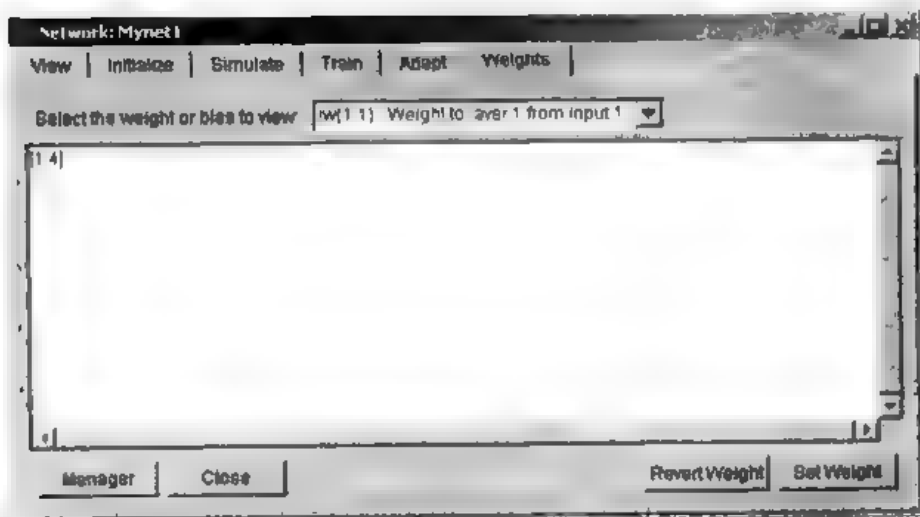 Network: Mynet1
View Initialize Simulate Train Adapt Weights
Select the weight or bias to view iw{1,1} Weight to layer 1 from input 1
[1 4]
Manager Close Revert Weight Set Weight